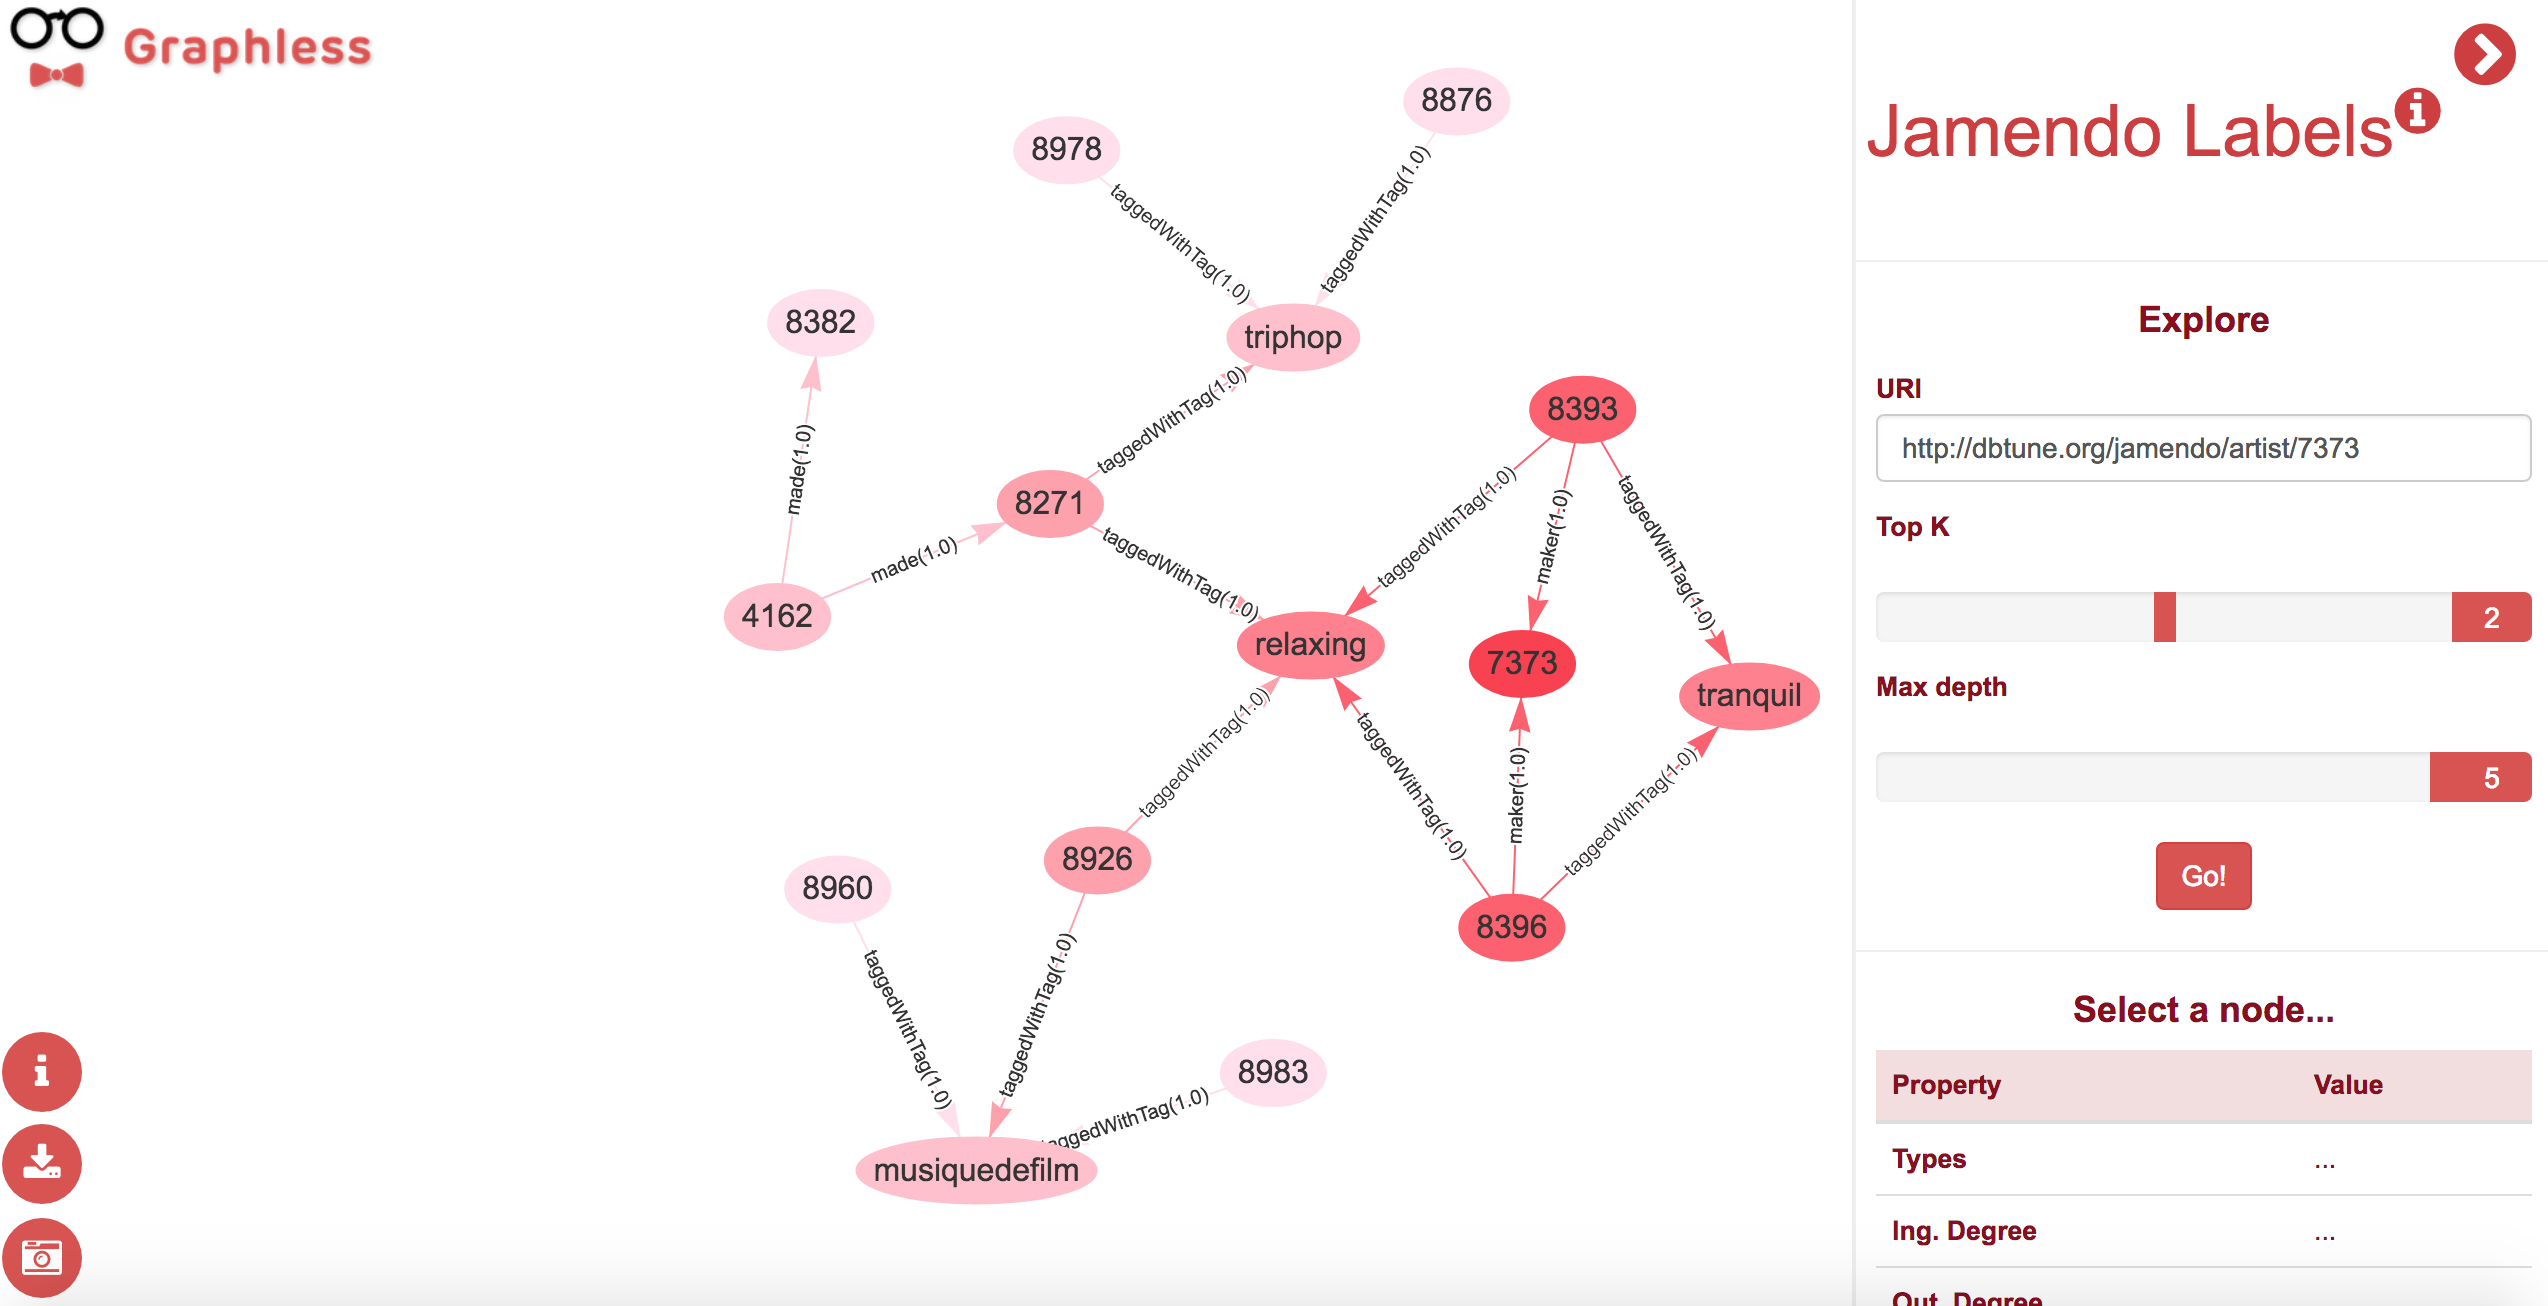 Graphless
8876
8978
taggedWithTag(1.0)
taggedWithTag(1.0)
8382
triphop
taggedWithTag(1.0)
8393
made(1.0)
8271
taggedWithTag(1.0)
maker(1.0)
taggedWithTag(1.0)
made(1.0)
taggedWithTag(1.0)
4162
relaxing
7373
tranquil
taggedWithTag(1.0)
taggedWithTag(1.0)
maker(1.0)
taggedWithTag(1.0)
8926
8960
8396
taggedWithTag(1.0)
taggedWithTag(1.0)
8983
aggedWithTag(1.0)
musiquedefilm
Jamendo Labels
Explore
URI
http://dbtune.org/jamendo/artist/7373
Top K
2
Max depth
5
Go!
Select a node...
Property Value
Types ...
Ing. Degree ...
Out. Degree